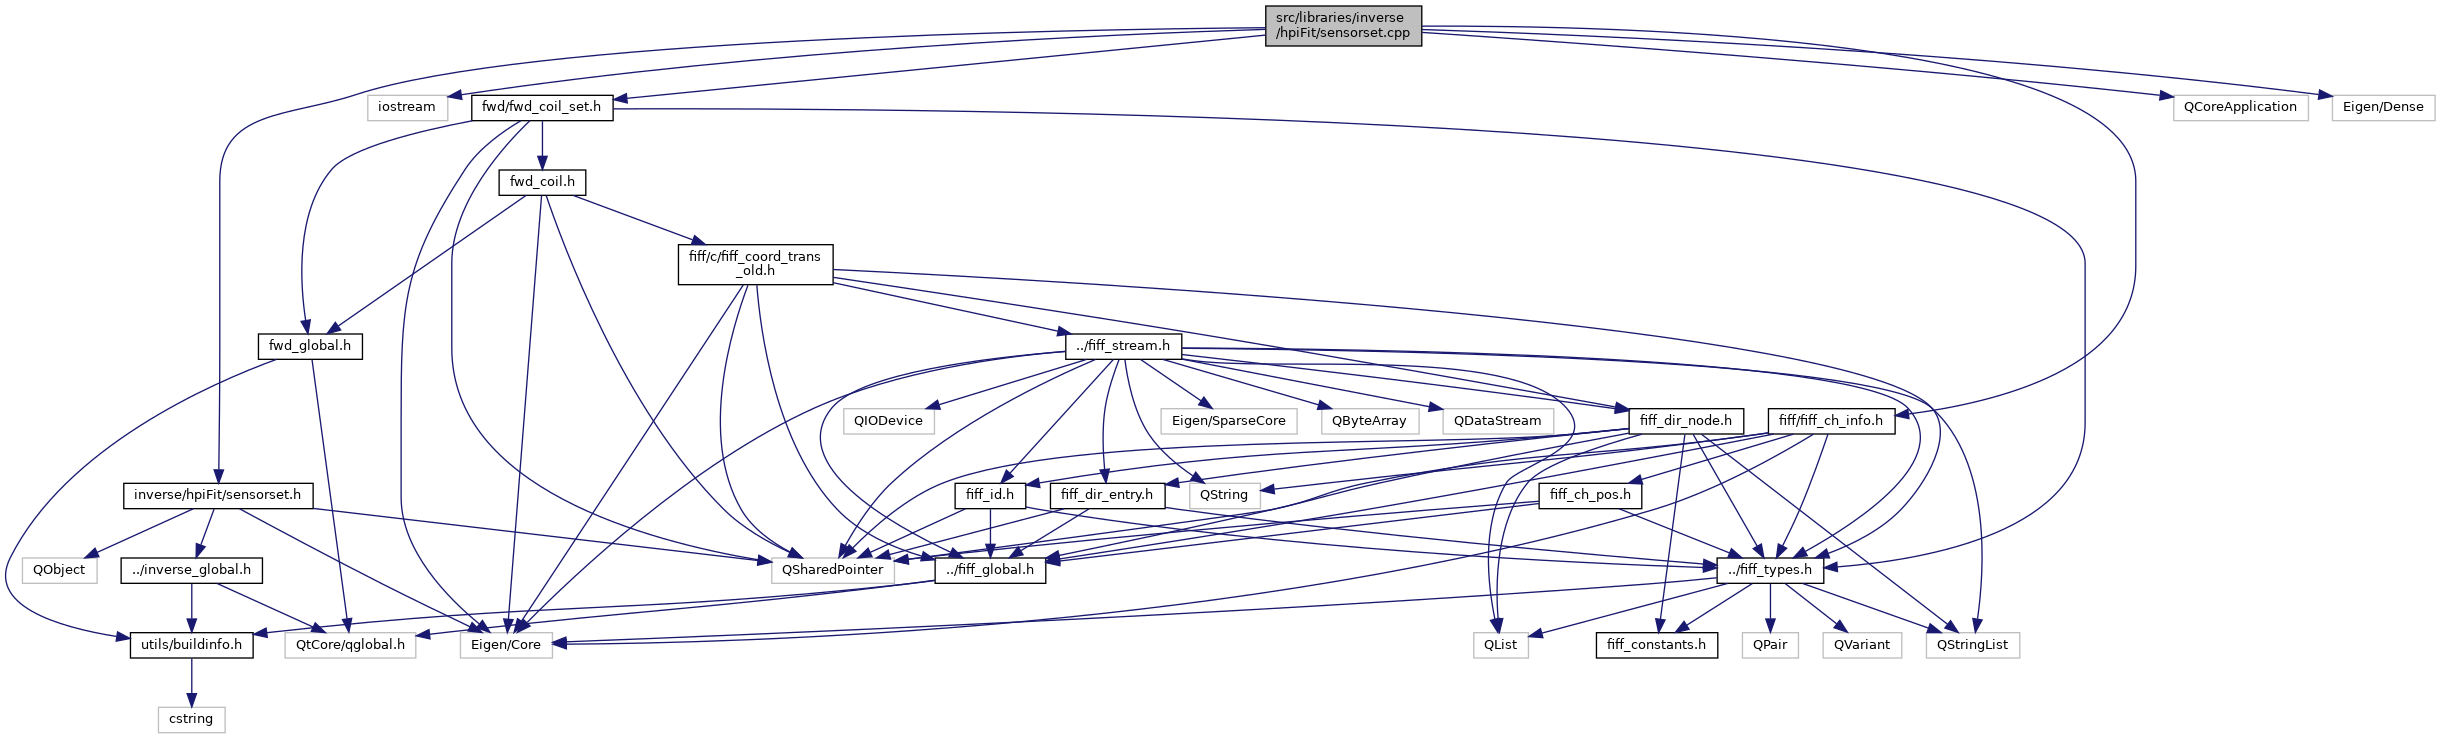 src/libraries/inverse
/hpiFit/sensorset.cpp
iostream
fwd/fwd_coil_set.h
QCoreApplication
Eigen/Dense
fwd_coil.h
fiff/c/fiff_coord_trans
_old.h
fwd_global.h
../fiff_stream.h
QIODevice
Eigen/SparseCore
QByteArray
QDataStream
fiff_dir_node.h
fiff/fiff_ch_info.h
inverse/hpiFit/sensorset.h
fiff_id.h
fiff_dir_entry.h
QString
fiff_ch_pos.h
QObject
../inverse_global.h
QSharedPointer
../fiff_global.h
../fiff_types.h
utils/buildinfo.h
QtCore/qglobal.h
Eigen/Core
QList
fiff_constants.h
QPair
QVariant
QStringList
cstring